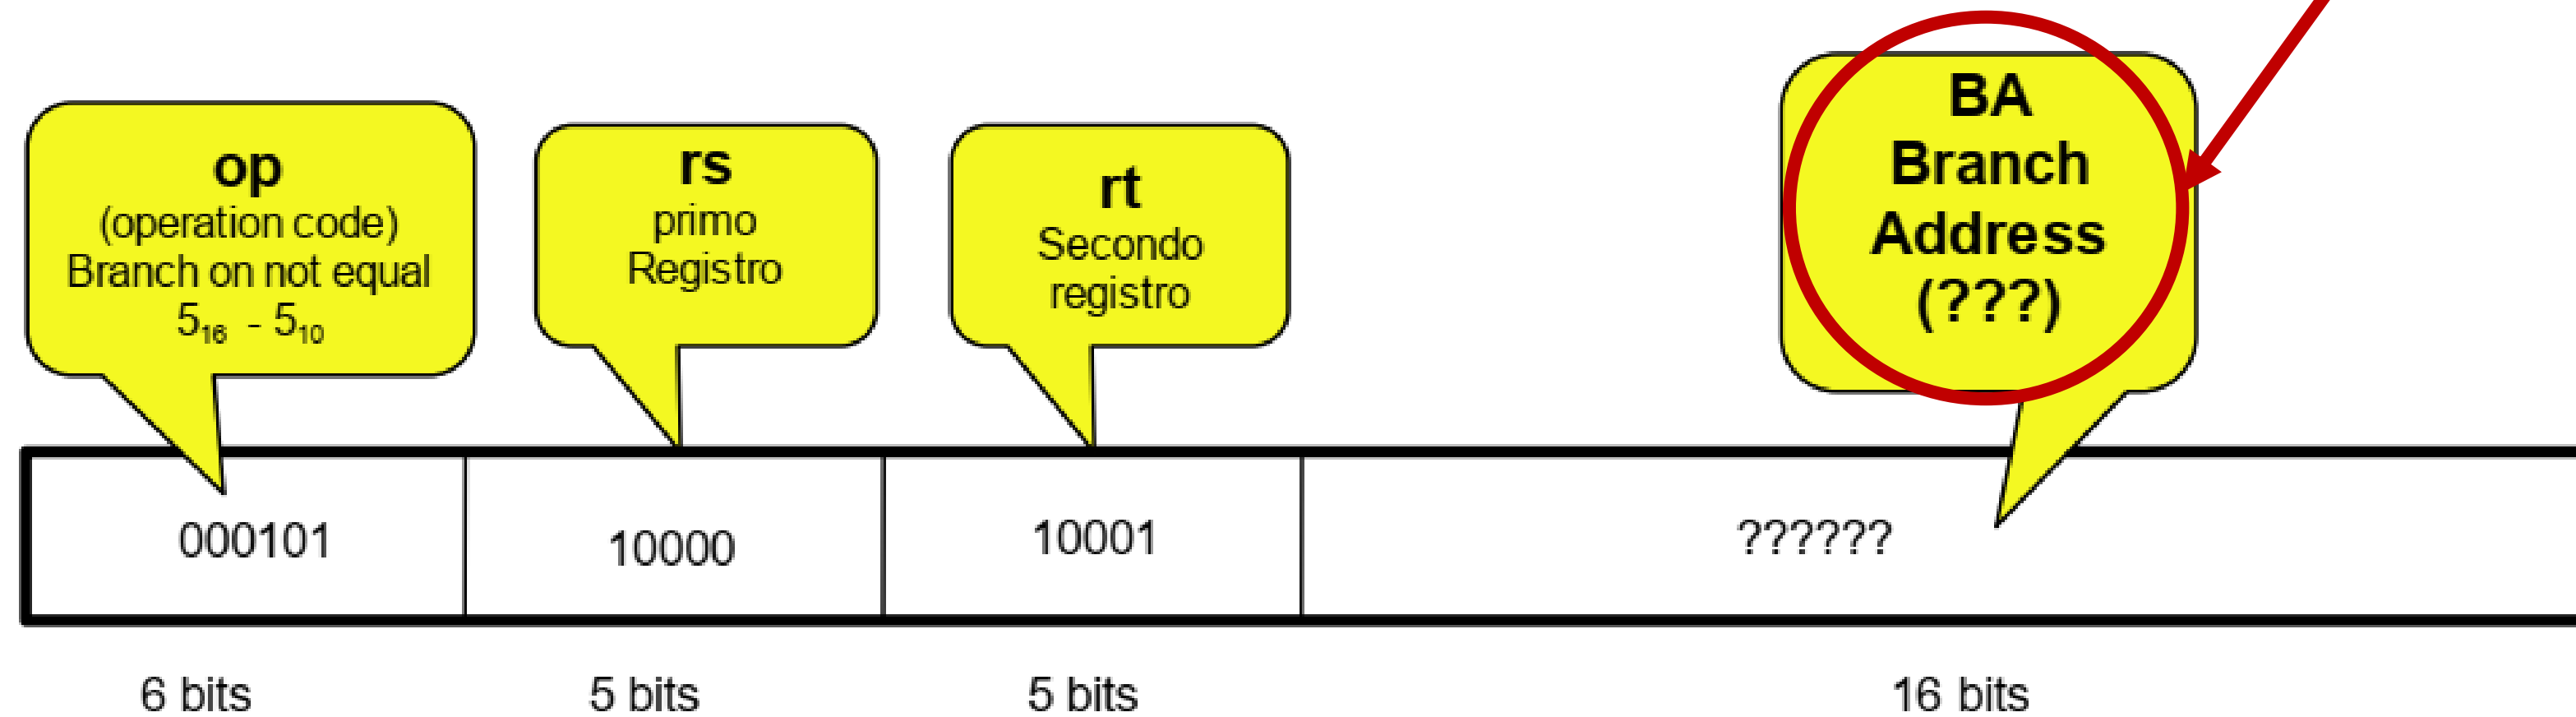 op
(operation code)
Branch on not equal
5₁₆ - 5₁₀
rs
primo
Registro
rt
Secondo
registro
BA
Branch
Address
(???)
000101
10000
10001
??????
6 bits
5 bits
5 bits
16 bits